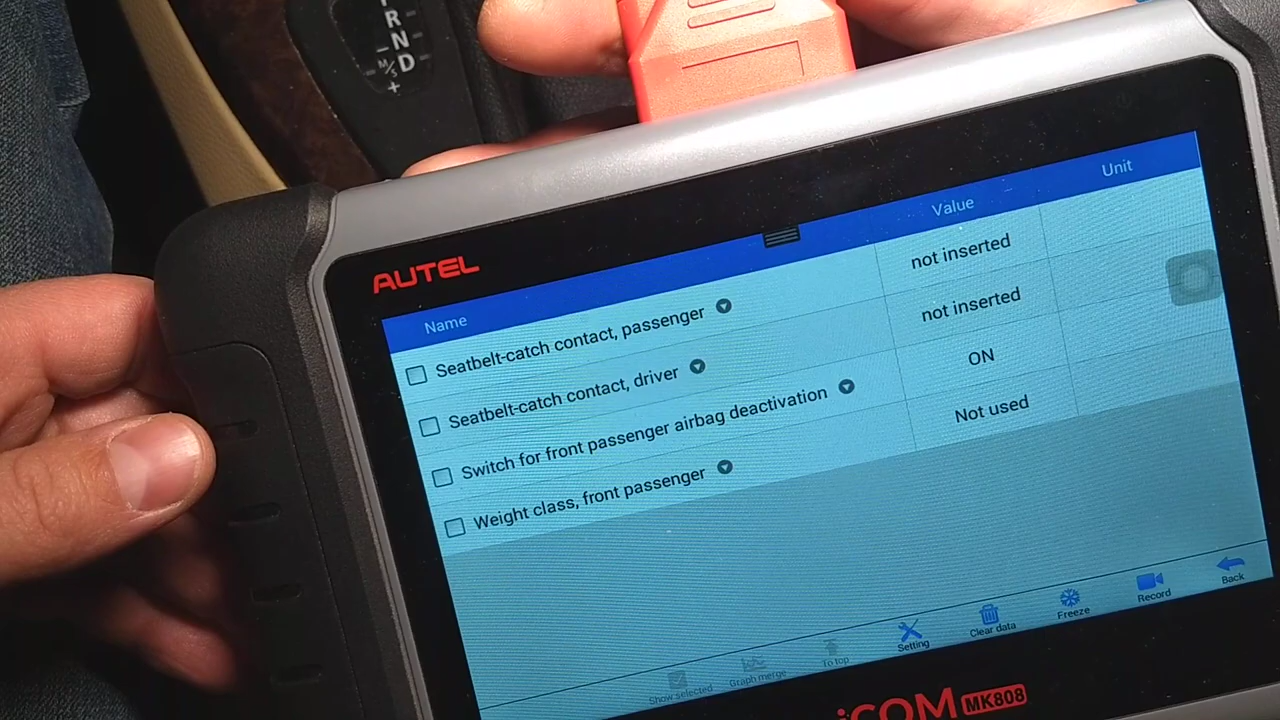 R
N
M/S D
+
AUTEL
Name Value Unit
Seatbelt-catch contact, passenger not inserted
Seatbelt-catch contact, driver not inserted
Switch for front passenger airbag deactivation ON
Weight class, front passenger Not used
Show selected Graph merge To top Setting Clear data Freeze Record Back
iCOM MK808